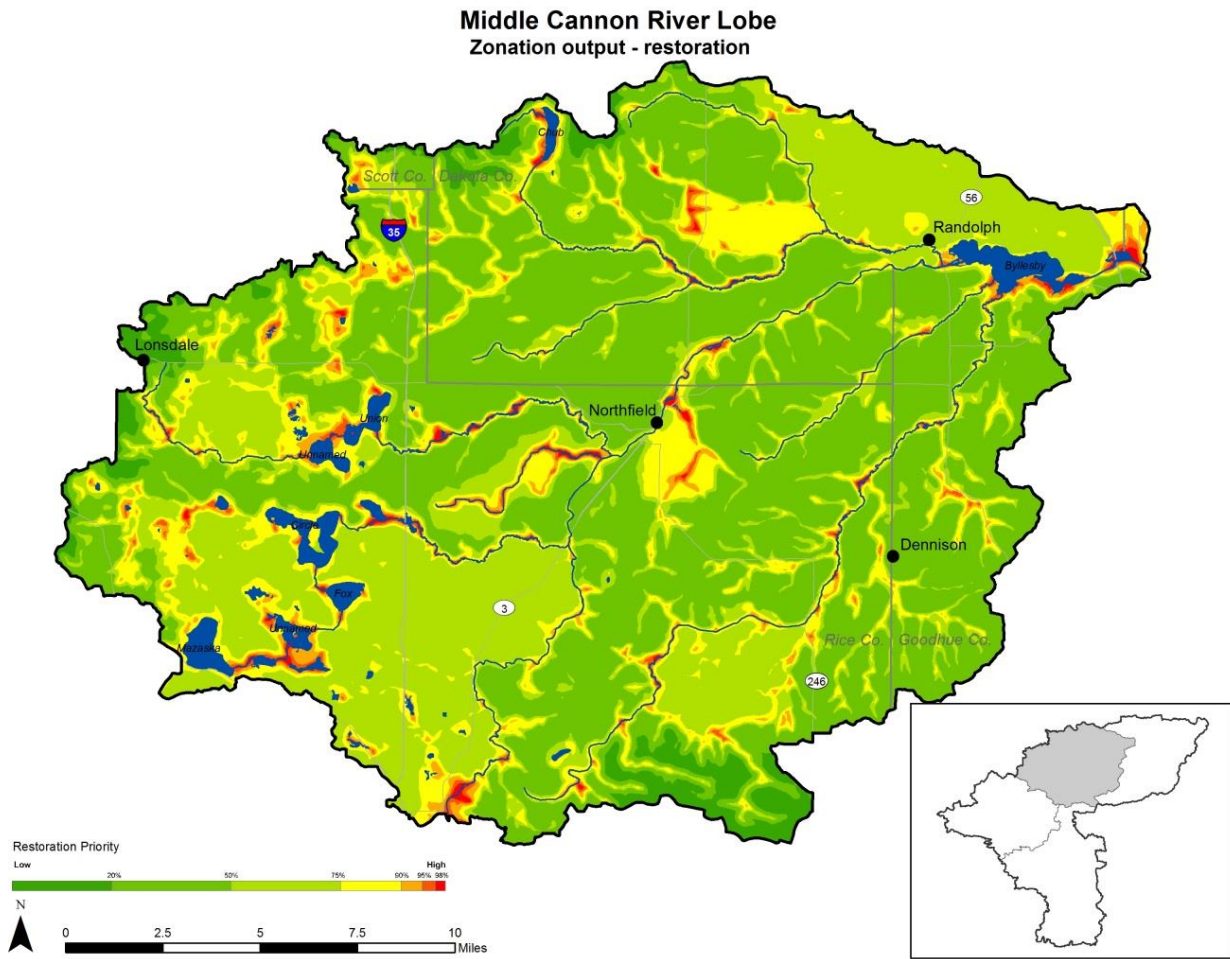 Middle Cannon River Lobe
Zonation output - restoration
Chub
Scott Co.
Dakota Co.
56
35
Randolph
Byllesby
Lonsdale
Northfield
Union
Unnamed
Circle
Dennison
Fox
3
Unnamed
Mazaska
Rice Co.
Goodhue Co.
246
Restoration Priority
Low High
20% 50% 75% 90% 95% 98%
N
0 2.5 5 7.5 10
Miles